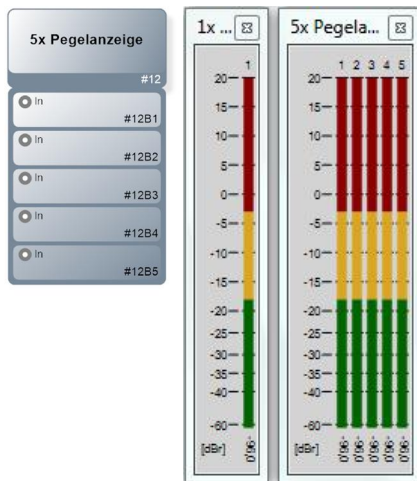 5x Pegelanzeige
#12
In
#12B1
In
#12B2
In
#12B3
In
#12B4
In
#12B5
1x ...
1
20
15
10
5
0
-5
-10
-15
-20
-25
-30
-35
-40
-60
[dBr]
5x Pegela...
1 2 3 4 5
20
15
10
5
0
-5
-10
-15
-20
-25
-30
-35
-40
-60
[dBr]